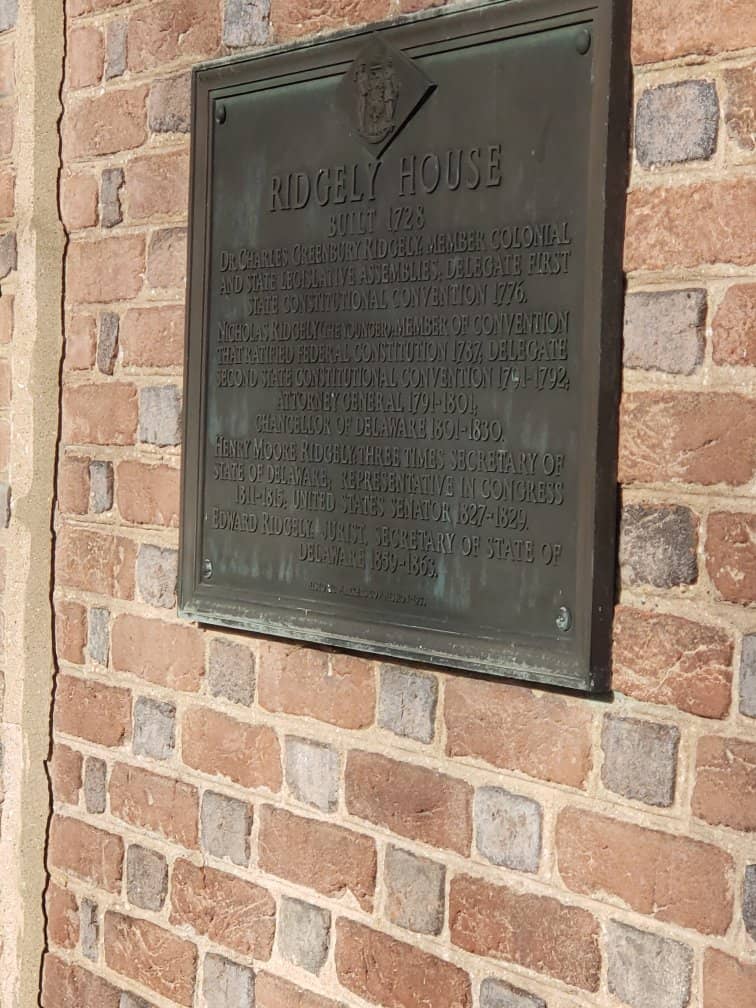 RIDGELY HOUSE
BUILT 1728
DR. CHARLES GREENBURY RIDGELY, MEMBER COLONIAL
AND STATE LEGISLATIVE ASSEMBLIES, DELEGATE FIRST
STATE CONSTITUTIONAL CONVENTION 1776.
NICHOLAS RIDGELY (THE YOUNGER), MEMBER OF CONVENTION
THAT RATIFIED FEDERAL CONSTITUTION 1787; DELEGATE
SECOND STATE CONSTITUTIONAL CONVENTION 1791-1792;
ATTORNEY GENERAL 1791-1801;
CHANCELLOR OF DELAWARE 1801-1830.
HENRY MOORE RIDGELY, THREE TIMES SECRETARY OF
STATE OF DELAWARE; REPRESENTATIVE IN CONGRESS
1811-1815; UNITED STATES SENATOR 1827-1829.
EDWARD RIDGELY, JURIST, SECRETARY OF STATE OF
DELAWARE 1859-1863.